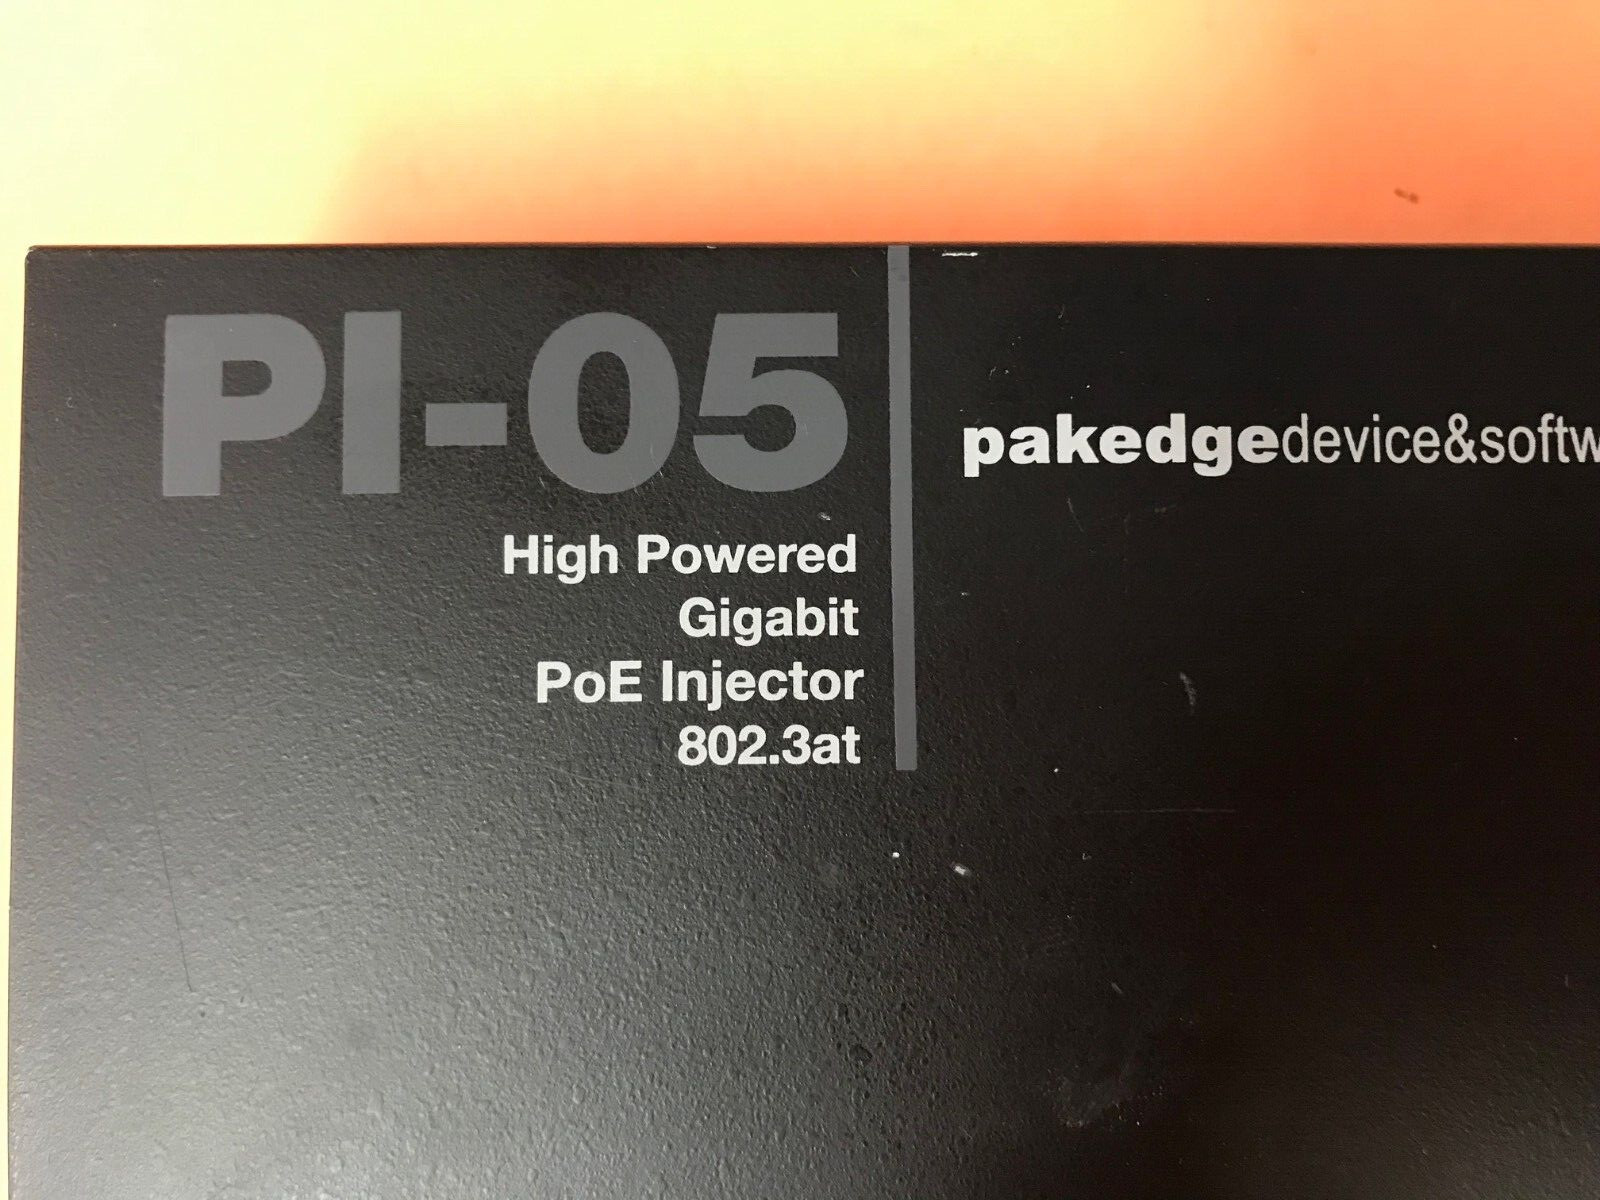 PI-05
High Powered
Gigabit
PoE Injector
802.3at
pakedgedevice&softw